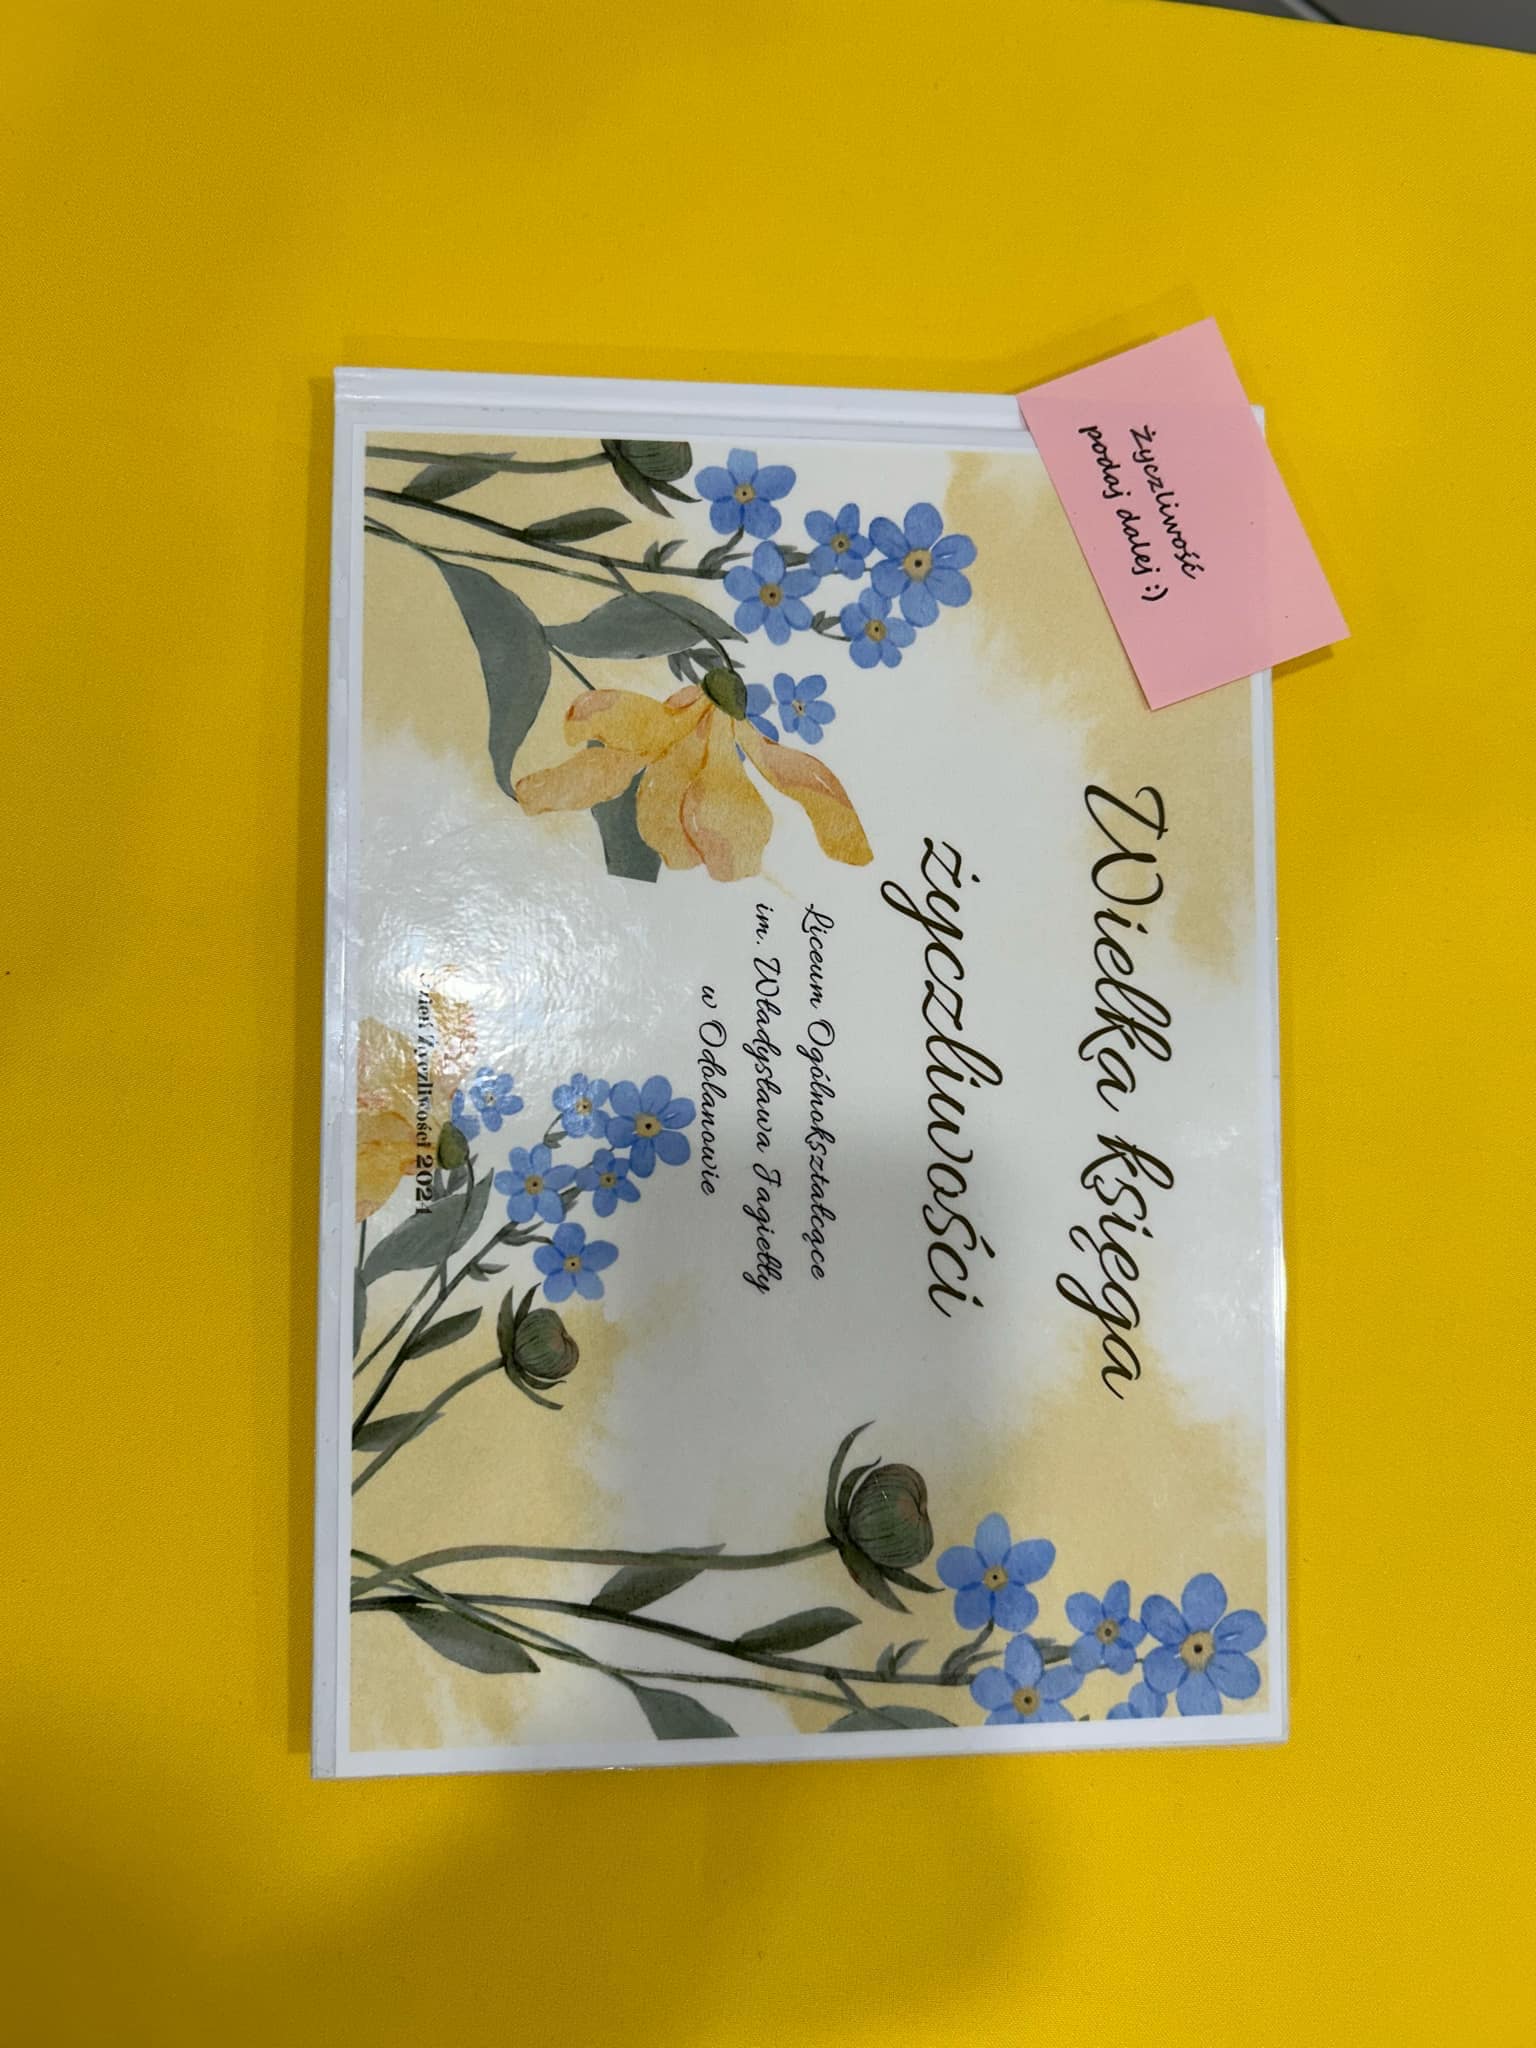 życzliwość
podaj dalej :)
Wielka księga
życzliwości
Liceum Ogólnokształcące
im. Władysława Jagiełły
w Odolanowie
Dzień Życzliwości 2024